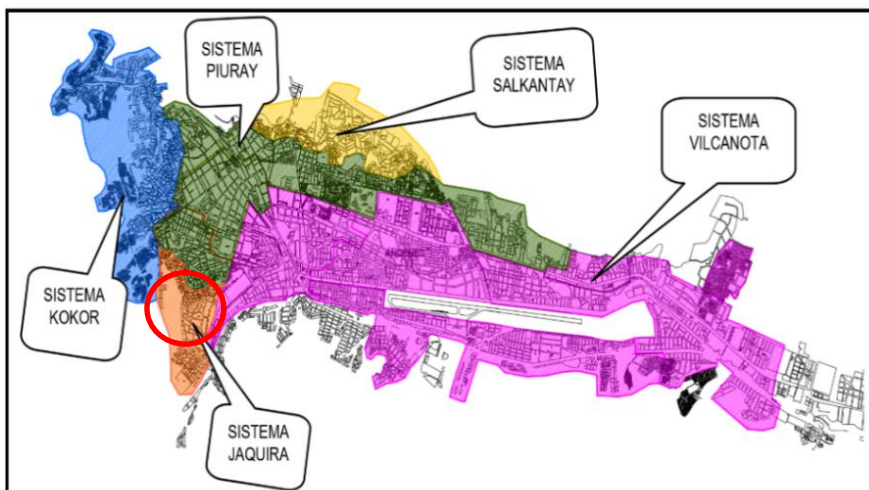 SISTEMA
PIURAY
SISTEMA
SALKANTAY
SISTEMA
VILCANOTA
SISTEMA
KOKOR
SISTEMA
JAQUIRA